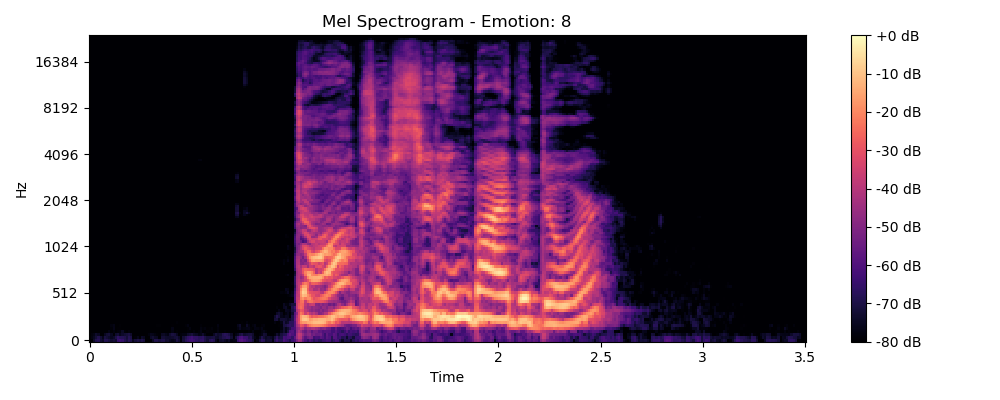 Mel Spectrogram - Emotion: 8
Hz
16384
8192
4096
2048
1024
512
0
0 0.5 1 1.5 2 2.5 3 3.5
Time
+0 dB
-10 dB
-20 dB
-30 dB
-40 dB
-50 dB
-60 dB
-70 dB
-80 dB